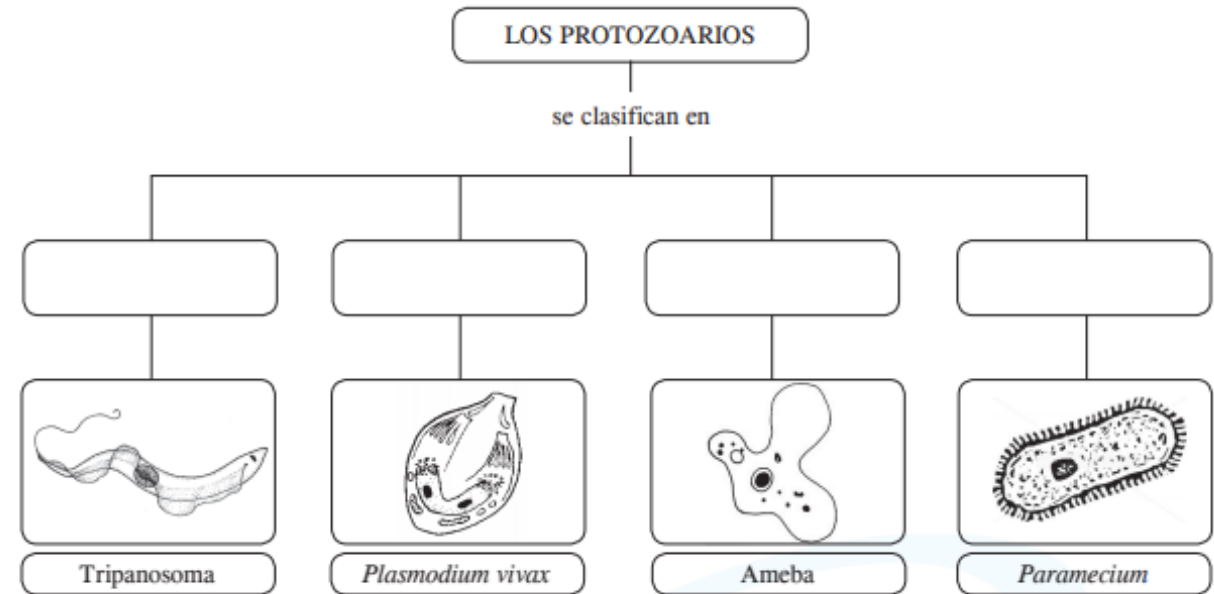 LOS PROTOZOARIOS
se clasifican en
Tripanosoma
Plasmodium vivax
Ameba
Paramecium